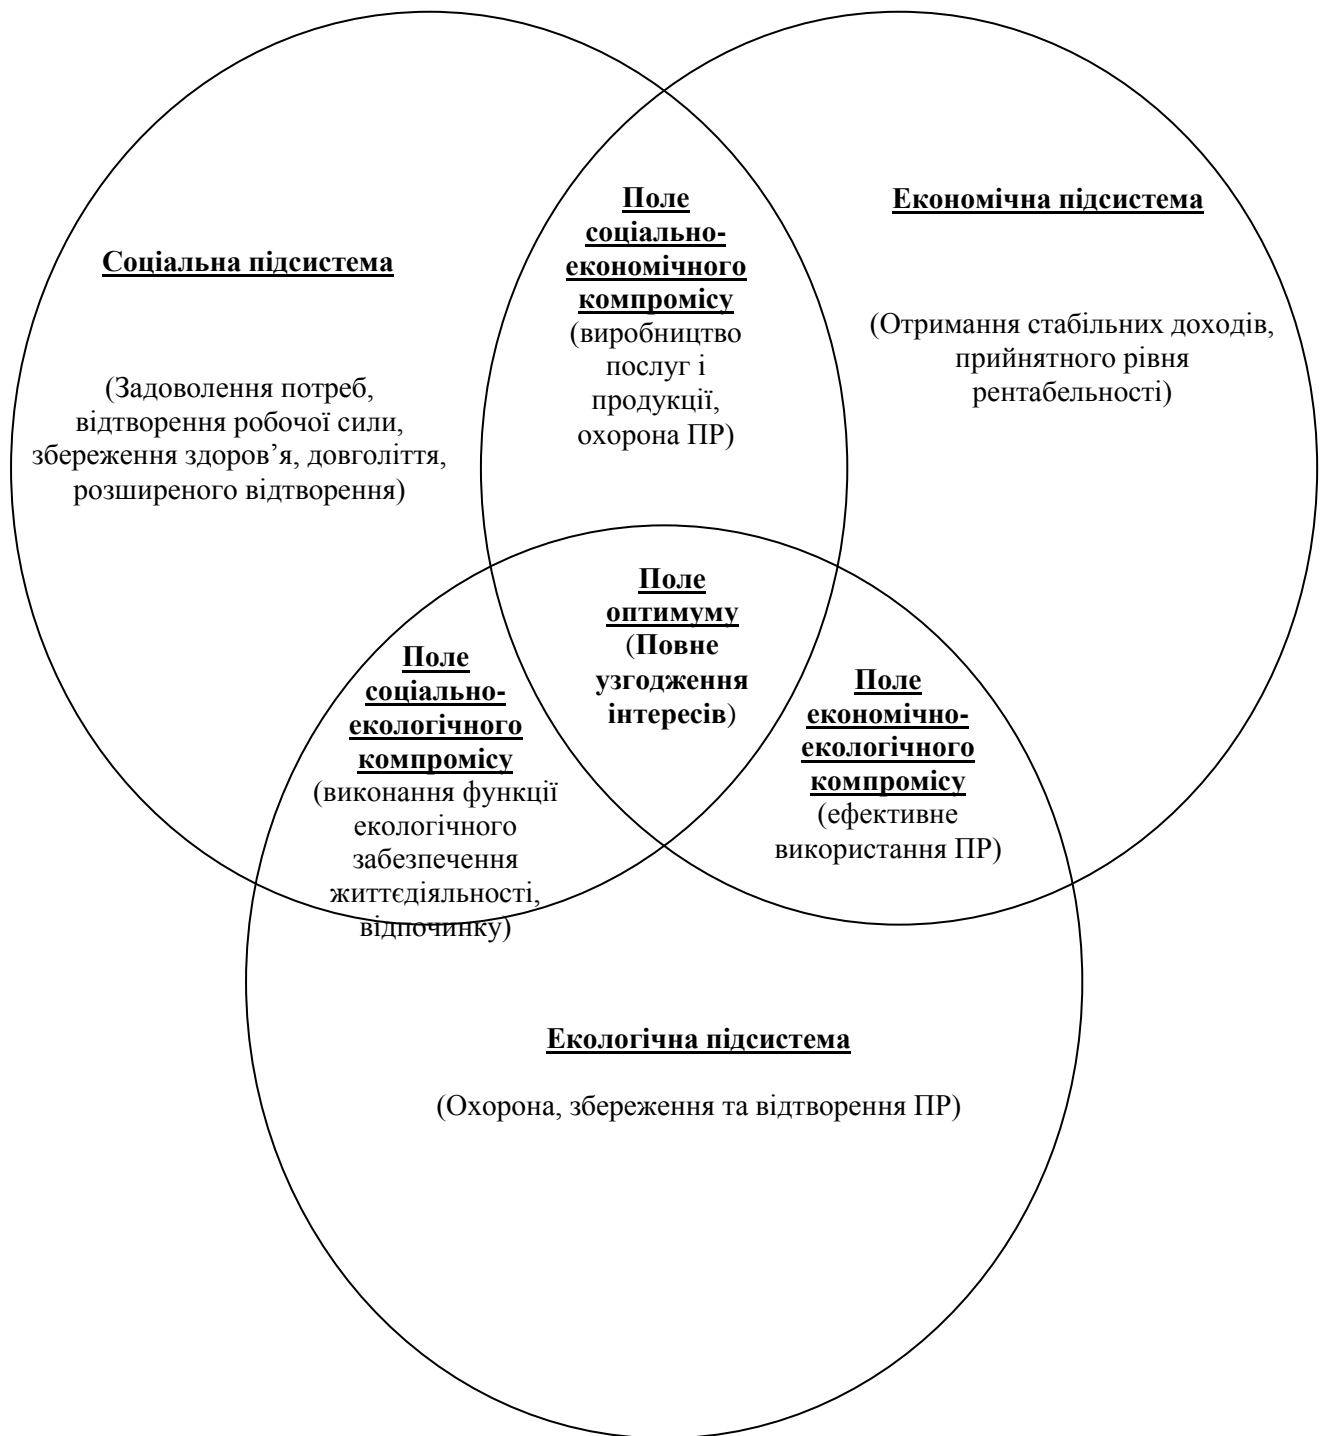 Соціальна підсистема
(Задоволення потреб,
відтворення робочої сили,
збереження здоров’я, довголіття,
розширеного відтворення)
Поле
соціально-
економічного
компромісу
(виробництво
послуг і
продукції,
охорона ПР)
Економічна підсистема
(Отримання стабільних доходів,
прийнятного рівня
рентабельності)
Поле
соціально-
екологічного
компромісу
(виконання функції
екологічного
забезпечення
життєдіяльності,
відпочинку)
Поле
оптимуму
(Повне
узгодження
інтересів)
Поле
економічно-
екологічного
компромісу
(ефективне
використання ПР)
Екологічна підсистема
(Охорона, збереження та відтворення ПР)